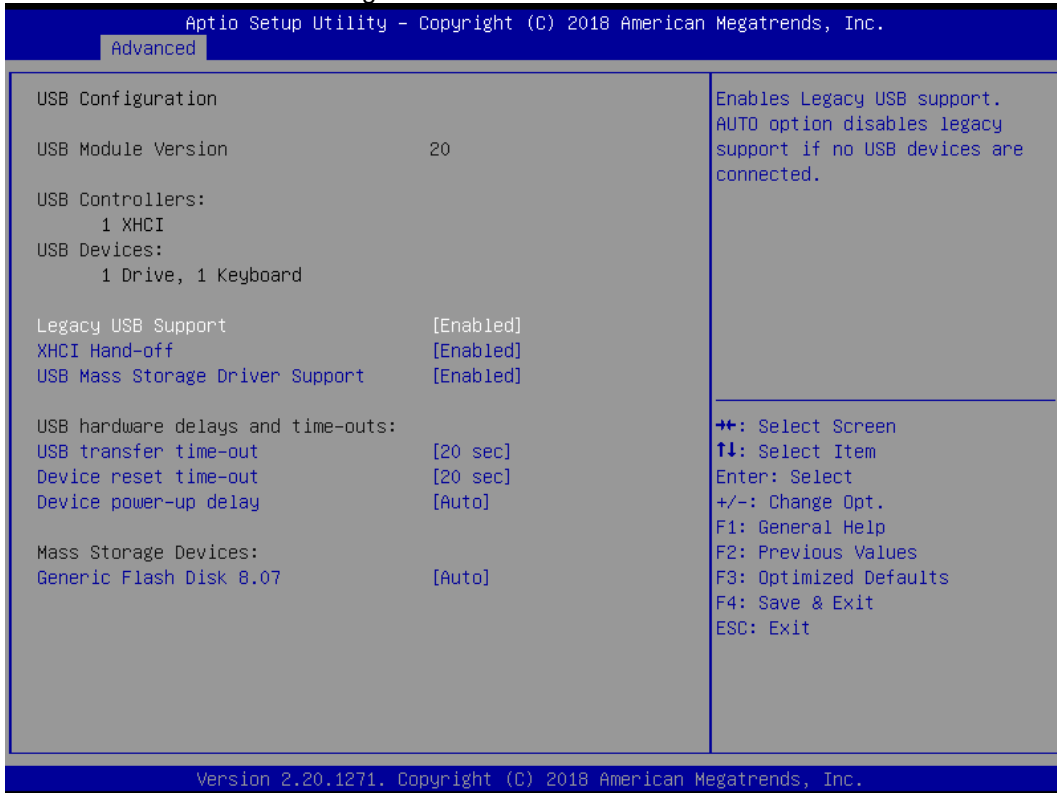 Aptio Setup Utility – Copyright (C) 2018 American Megatrends, Inc.
Advanced
USB Configuration
USB Module Version 20
USB Controllers:
1 XHCI
USB Devices:
1 Drive, 1 Keyboard
Legacy USB Support [Enabled]
XHCI Hand-off [Enabled]
USB Mass Storage Driver Support [Enabled]
USB hardware delays and time-outs:
USB transfer time-out [20 sec]
Device reset time-out [20 sec]
Device power-up delay [Auto]
Mass Storage Devices:
Generic Flash Disk 8.07 [Auto]
Enables Legacy USB support.
AUTO option disables legacy
support if no USB devices are
connected.
→←: Select Screen
↑↓: Select Item
Enter: Select
+/-: Change Opt.
F1: General Help
F2: Previous Values
F3: Optimized Defaults
F4: Save & Exit
ESC: Exit
Version 2.20.1271. Copyright (C) 2018 American Megatrends, Inc.